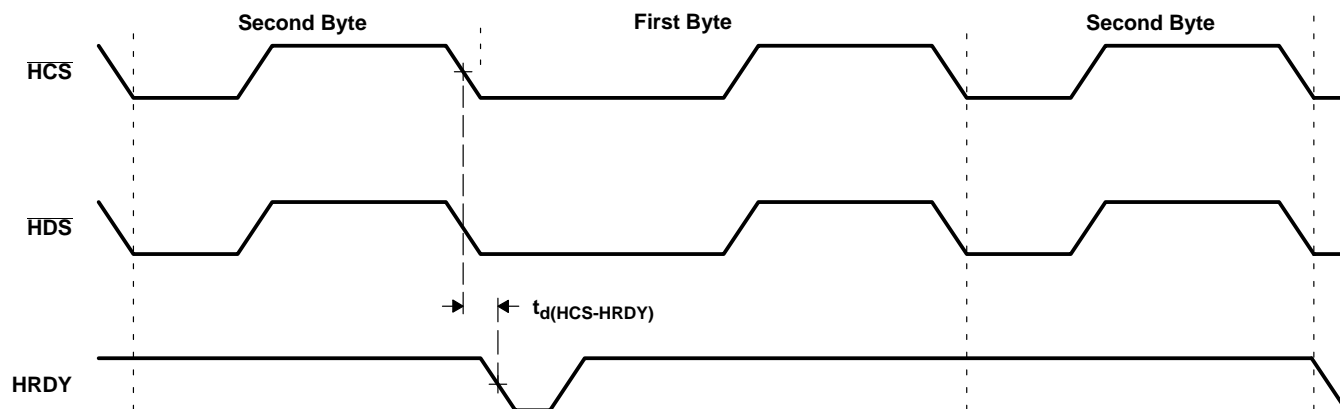 Second Byte
First Byte
Second Byte
HCS
HDS
td(HCS-HRDY)
HRDY